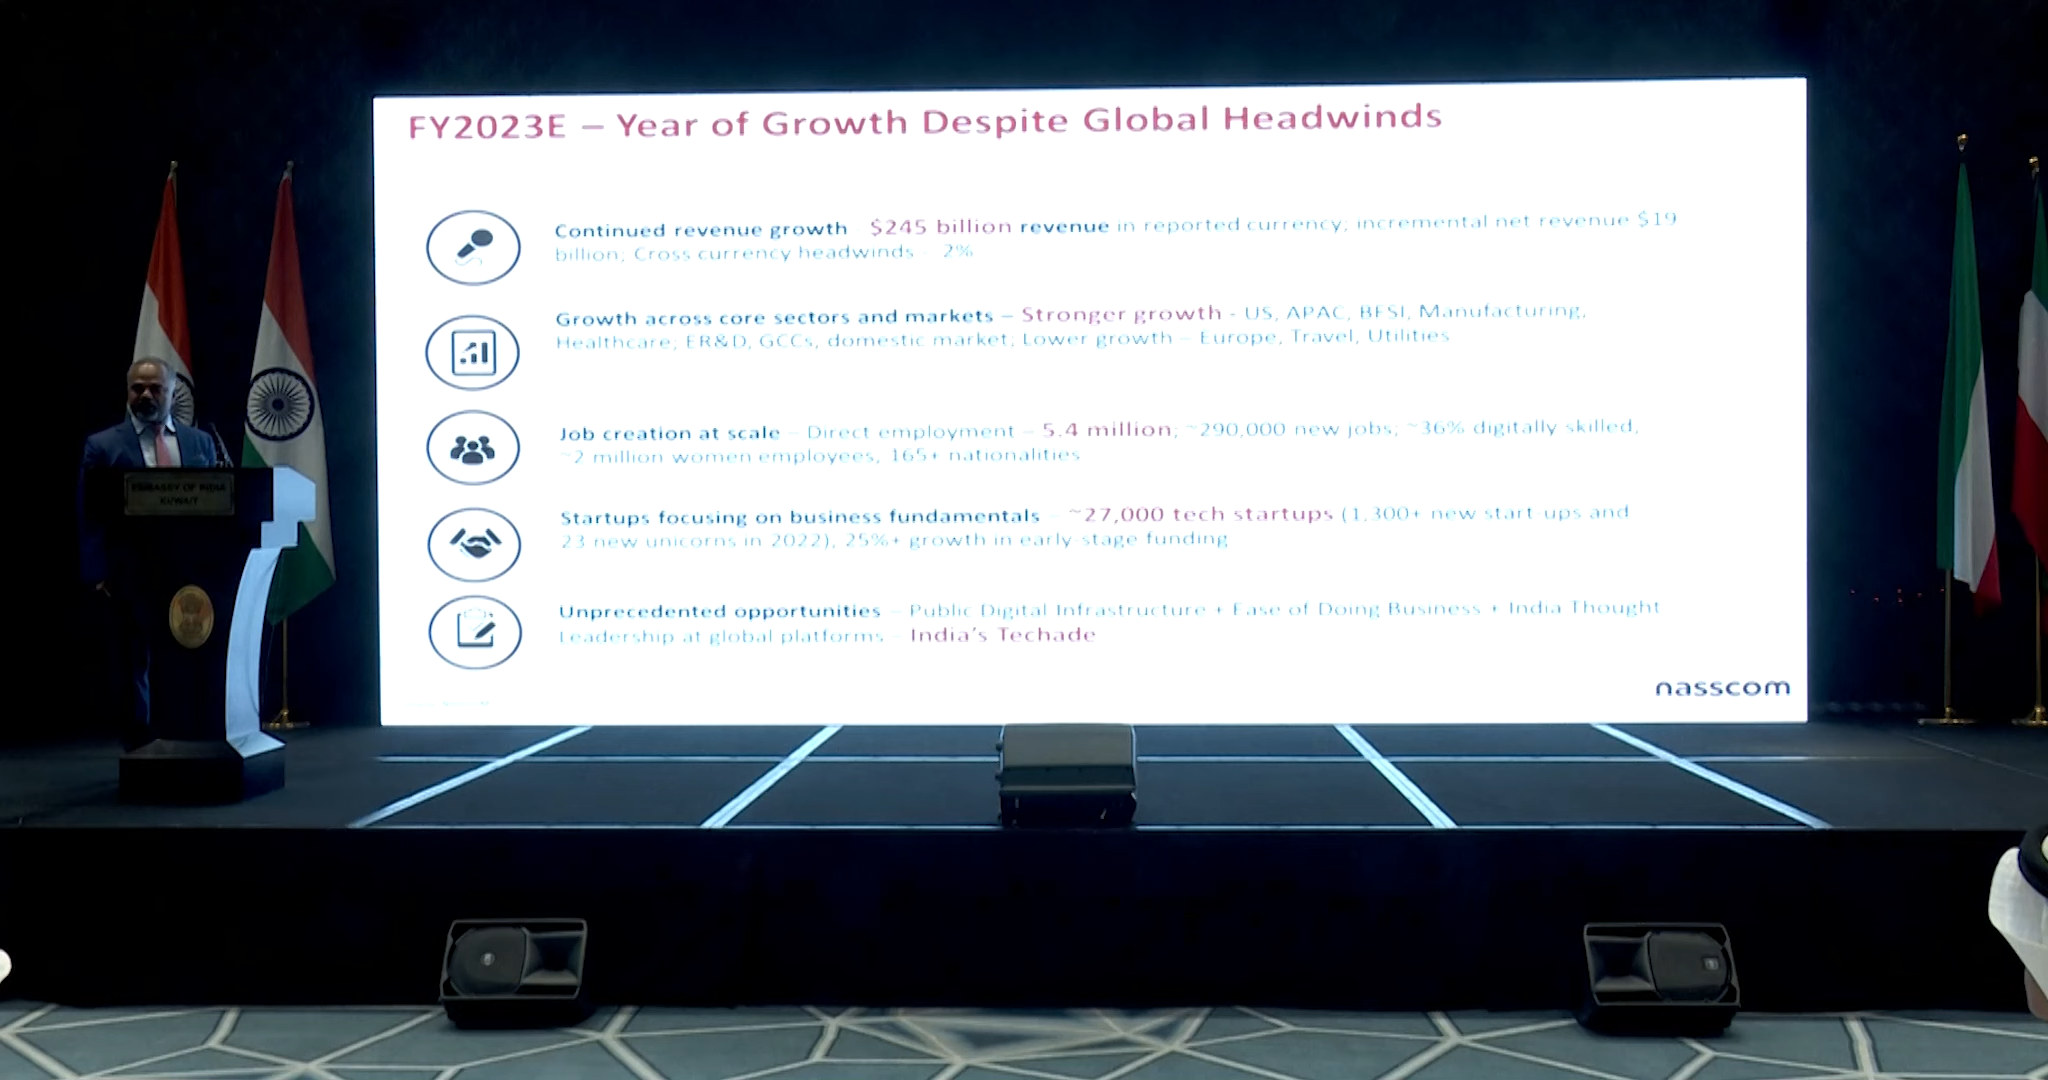 FY2023E – Year of Growth Despite Global Headwinds
Continued revenue growth $245 billion revenue in reported currency; incremental net revenue $19
billion; Cross currency headwinds - 2%
Growth across core sectors and markets – Stronger growth - US, APAC, BFSI, Manufacturing,
Healthcare; ER&D, GCCs, domestic market; Lower growth – Europe, Travel, Utilities
Job creation at scale – Direct employment – 5.4 million; ~290,000 new jobs; ~36% digitally skilled,
~2 million women employees, 165+ nationalities
Startups focusing on business fundamentals – ~27,000 tech startups (1,300+ new start-ups and
23 new unicorns in 2022), 25%+ growth in early-stage funding
Unprecedented opportunities – Public Digital Infrastructure + Ease of Doing Business + India Thought
Leadership at global platforms – India's Techade
nasscom
EMBASSY OF INDIA
KUWAIT